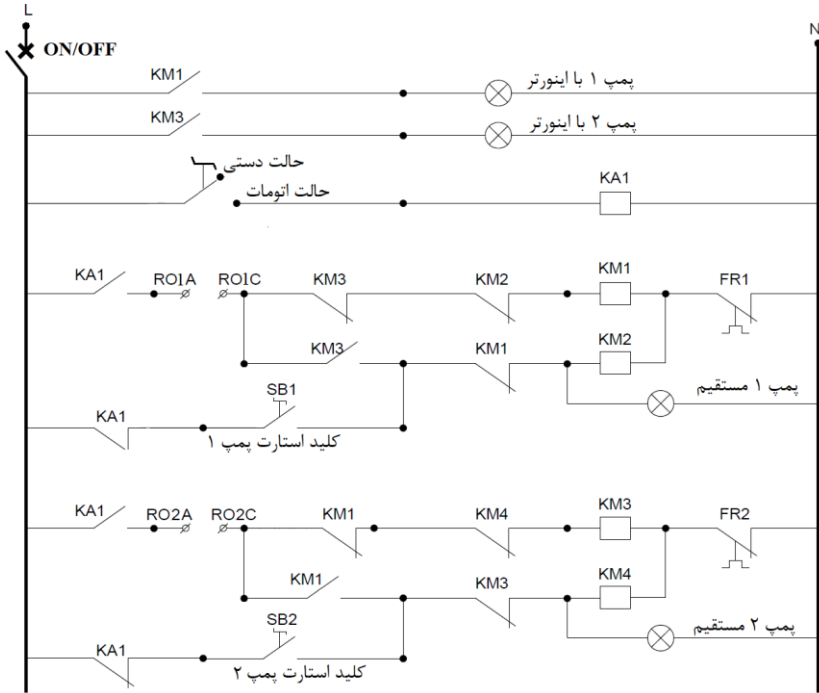 L
N
ON/OFF
KM1
پمپ ۱ با اینورتر
KM3
پمپ ۲ با اینورتر
حالت دستی
حالت اتومات
KA1
KA1
RO1A
RO1C
KM3
KM2
KM1
FR1
KM3
KM1
KM2
پمپ ۱ مستقیم
KA1
SB1
کلید استارت پمپ ۱
KA1
RO2A
RO2C
KM1
KM4
KM3
FR2
KM1
KM3
KM4
پمپ ۲ مستقیم
KA1
SB2
کلید استارت پمپ ۲